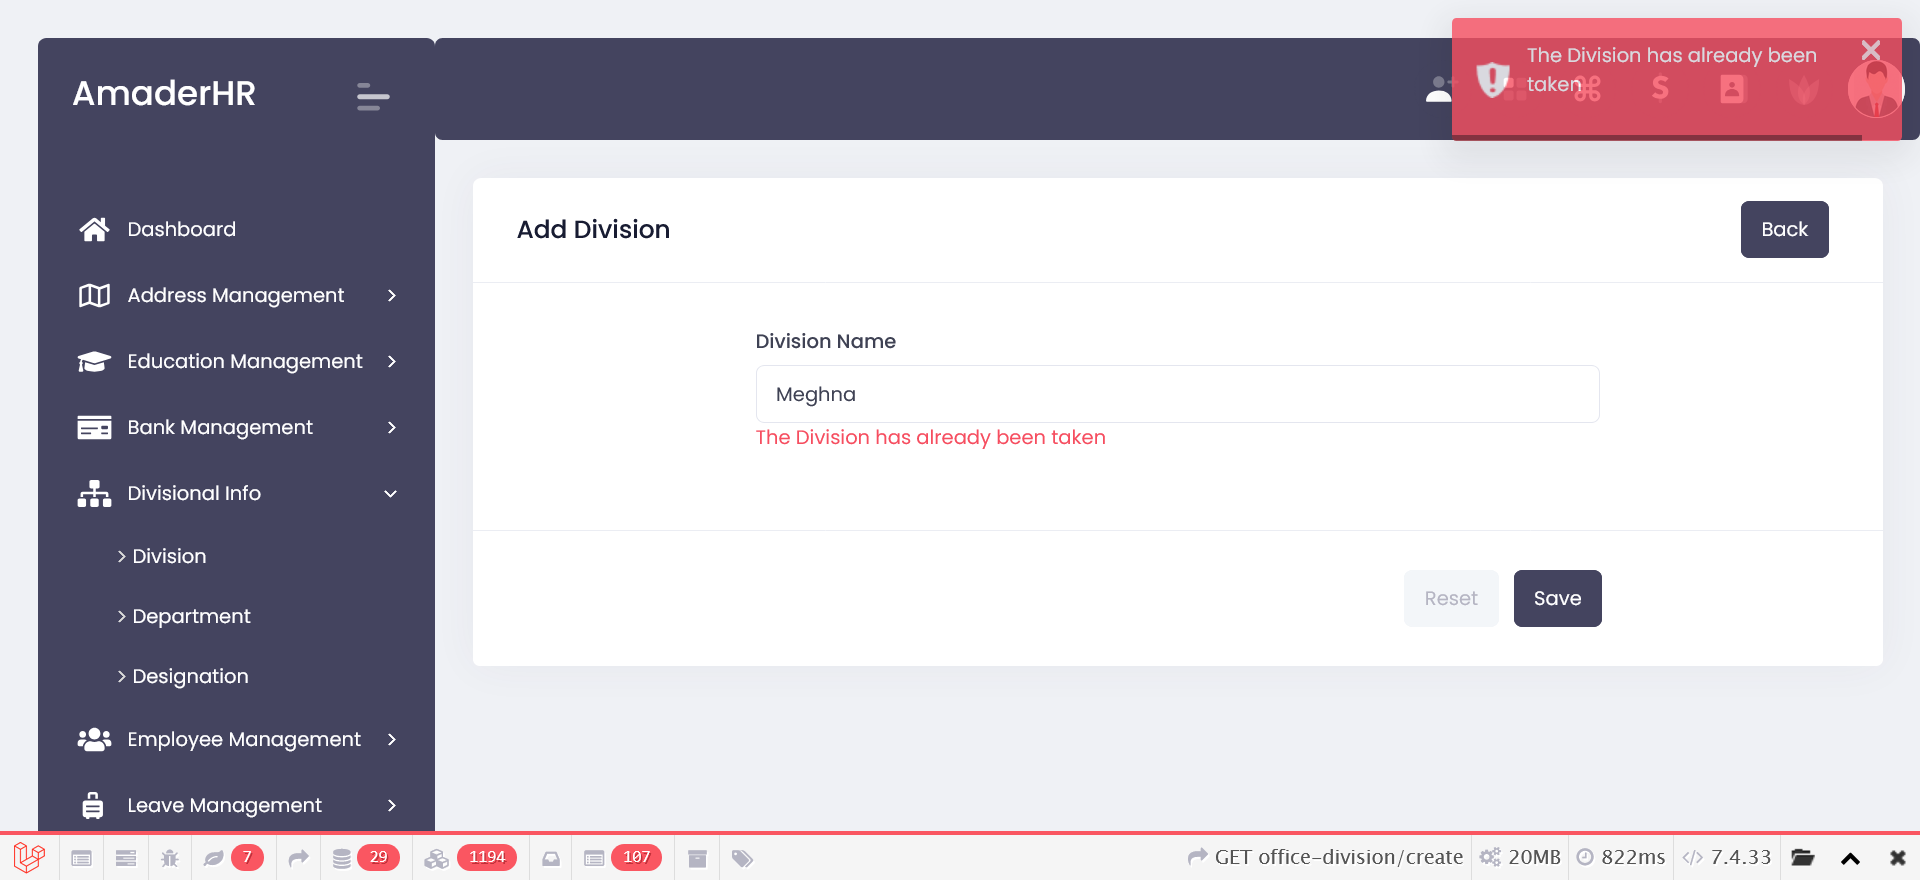 AmaderHR
The Division has already been
taken
Dashboard
Address Management
Education Management
Bank Management
Divisional Info
Division
Department
Designation
Employee Management
Leave Management
Add Division
Back
Division Name
Meghna
The Division has already been taken
Reset
Save
7
29
1194
107
GET office-division/create
20MB
822ms
7.4.33